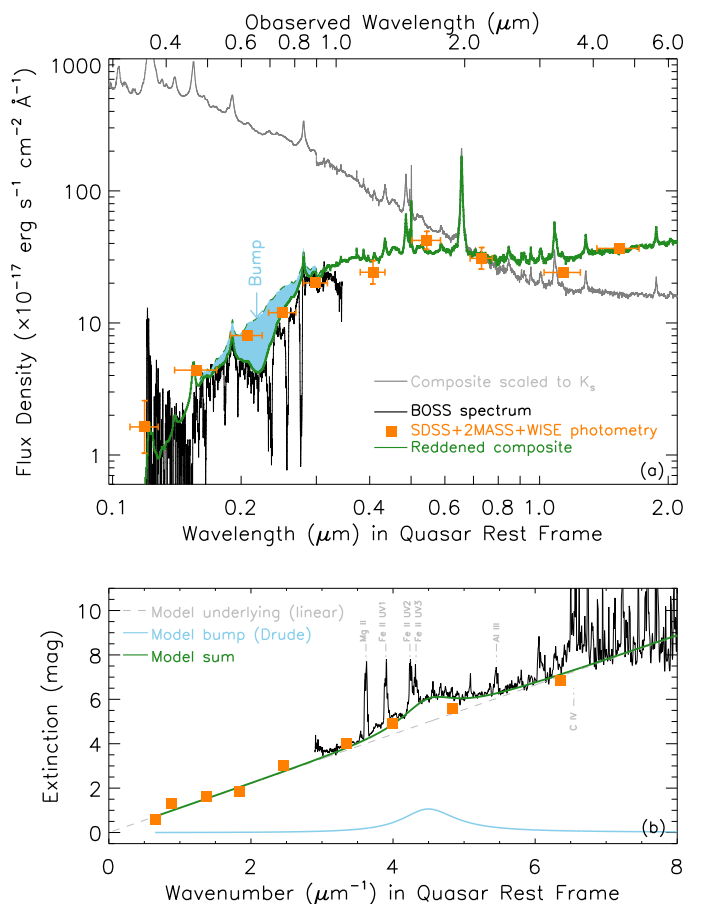 Obaserved Wavelength (μm)
0.4 0.6 0.8 1.0 2.0 4.0 6.0
1000
100
10
1
Flux Density (×10⁻¹⁷ erg s⁻¹ cm⁻² Å⁻¹)
Bump
Composite scaled to Kₛ
BOSS spectrum
SDSS+2MASS+WISE photometry
Reddened composite
(a)
0.1 0.2 0.4 0.6 0.8 1.0 2.0
Wavelength (μm) in Quasar Rest Frame
10
8
6
4
2
0
Extinction (mag)
Model underlying (linear)
Model bump (Drude)
Model sum
Mg II
Fe II UV1
Fe II UV2
Fe II UV3
Al III
C IV
(b)
0 2 4 6 8
Wavenumber (μm⁻¹) in Quasar Rest Frame